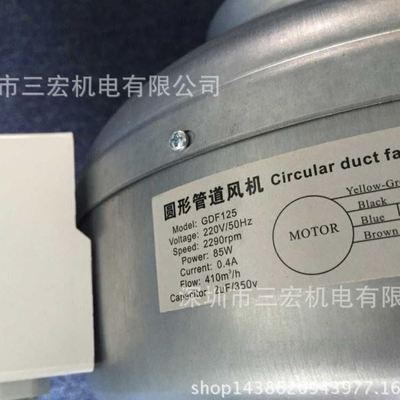 市三宏机电有限公司
圆形管道风机 Circular duct fa
Model: GDF125
Voltage: 220V/50Hz
Speed: 2290rpm
Power: 85W
Current: 0.4A
Flow: 410m³/h
Capacitor: 2uF/350v
MOTOR
Yellow-Gr
Black
Blue
Brown
深圳市三宏机电有限公司